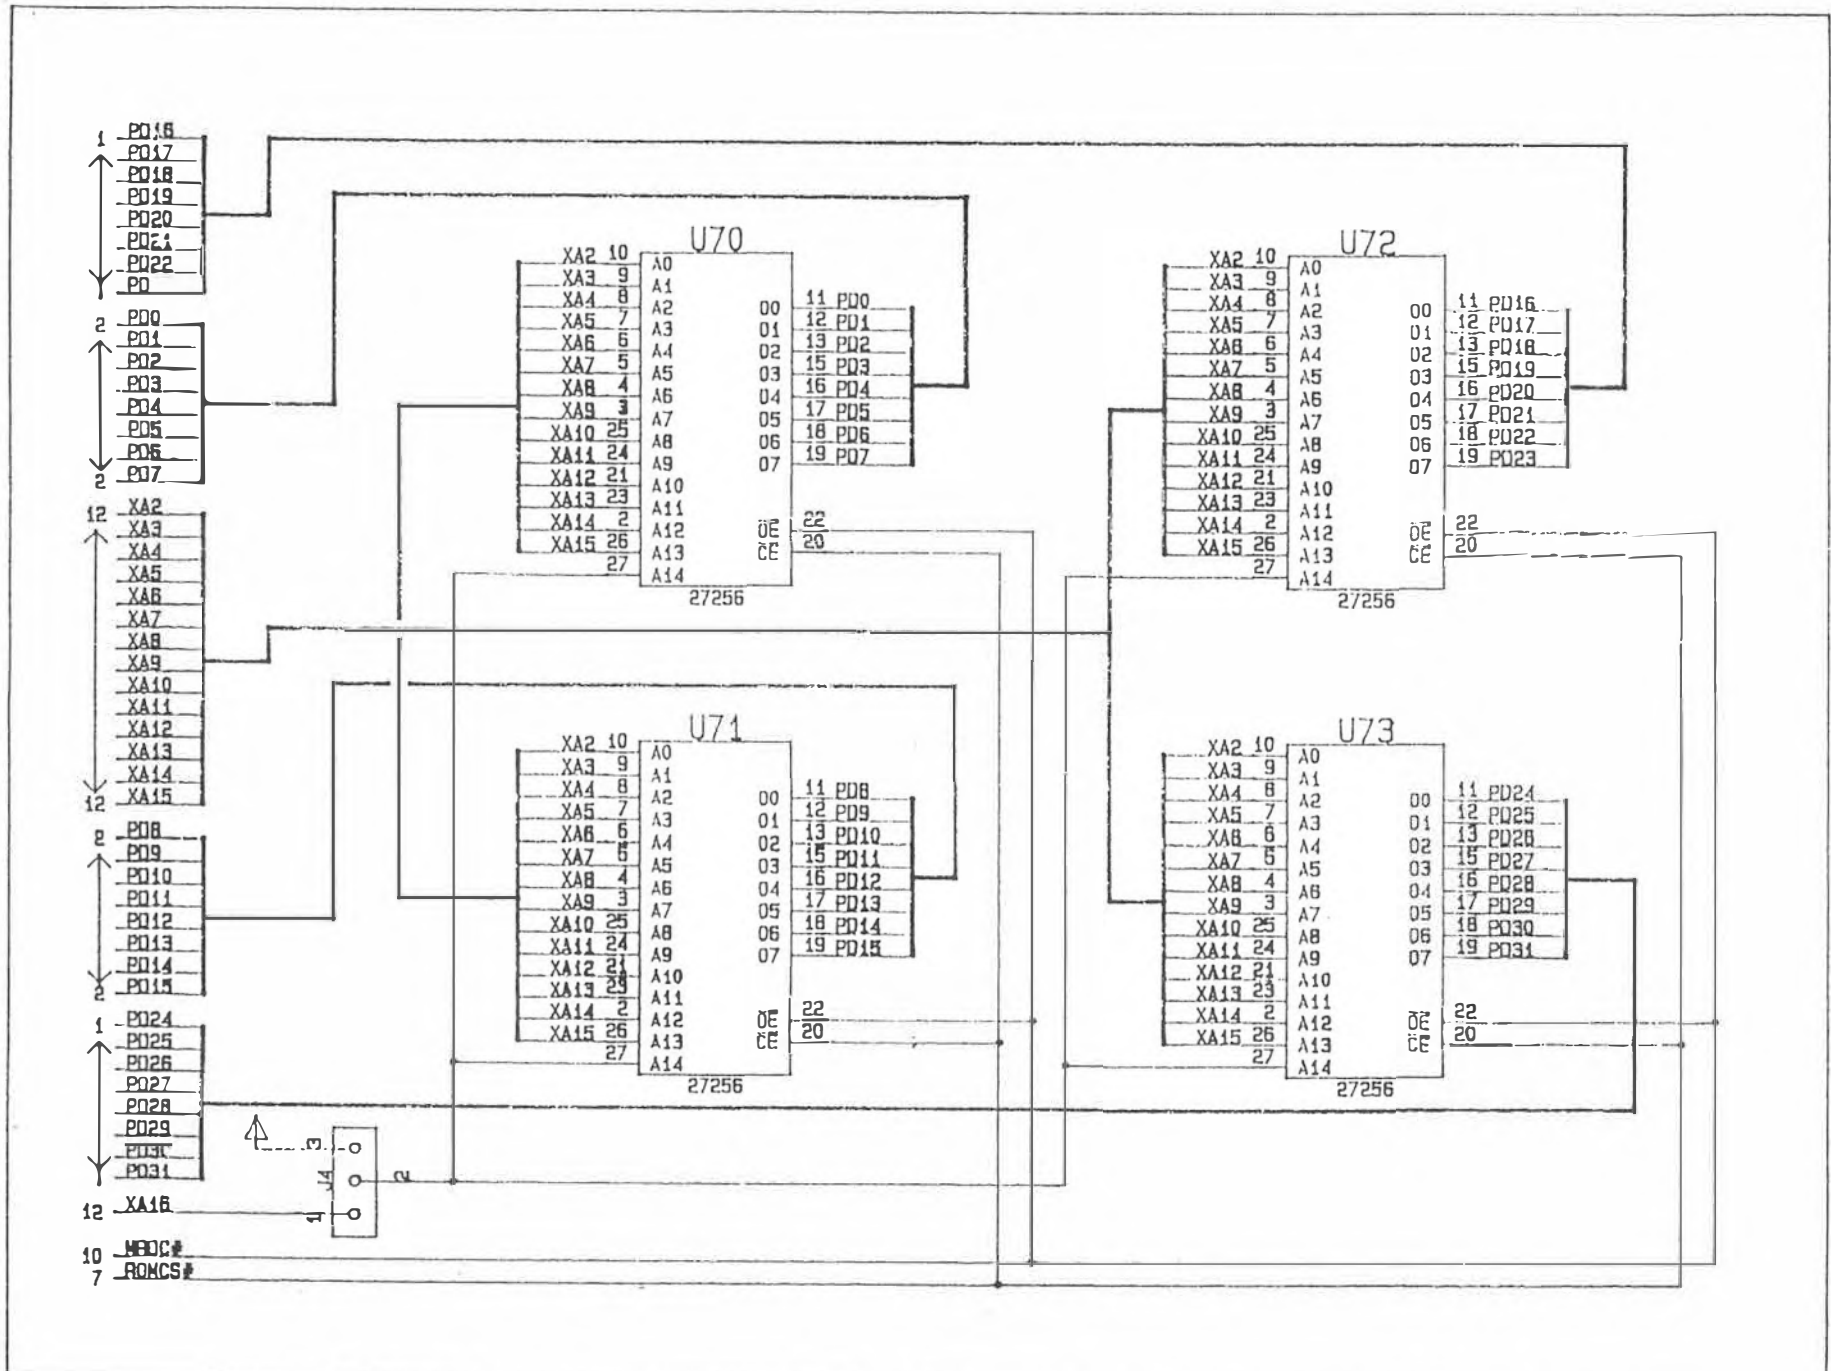 1 PD16
PD17
PD18
PD19
PD20
PD21
PD22
1 PD
2 PD0
PD1
PD2
PD3
PD4
PD5
PD6
2 PD7
12 XA2
XA3
XA4
XA5
XA6
XA7
XA8
XA9
XA10
XA11
XA12
XA13
XA14
12 XA15
2 PD8
PD9
PD10
PD11
PD12
PD13
PD14
2 PD15
1 PD24
PD25
PD26
PD27
PD28
PD29
PD30
1 PD31
12 XA16
10 MRDC#
7 ROMCS#
J4
3
2
1
U70
XA2 10 A0
XA3 9 A1
XA4 8 A2
XA5 7 A3
XA6 6 A4
XA7 5 A5
XA8 4 A6
XA9 3 A7
XA10 25 A8
XA11 24 A9
XA12 21 A10
XA13 23 A11
XA14 2 A12
XA15 26 A13
27 A14
O0 11 PD0
O1 12 PD1
O2 13 PD2
O3 15 PD3
O4 16 PD4
O5 17 PD5
O6 18 PD6
O7 19 PD7
OE 22
CE 20
27256
U71
XA2 10 A0
XA3 9 A1
XA4 8 A2
XA5 7 A3
XA6 6 A4
XA7 5 A5
XA8 4 A6
XA9 3 A7
XA10 25 A8
XA11 24 A9
XA12 21 A10
XA13 23 A11
XA14 2 A12
XA15 26 A13
27 A14
O0 11 PD8
O1 12 PD9
O2 13 PD10
O3 15 PD11
O4 16 PD12
O5 17 PD13
O6 18 PD14
O7 19 PD15
OE 22
CE 20
27256
U72
XA2 10 A0
XA3 9 A1
XA4 8 A2
XA5 7 A3
XA6 6 A4
XA7 5 A5
XA8 4 A6
XA9 3 A7
XA10 25 A8
XA11 24 A9
XA12 21 A10
XA13 23 A11
XA14 2 A12
XA15 26 A13
27 A14
O0 11 PD16
O1 12 PD17
O2 13 PD18
O3 15 PD19
O4 16 PD20
O5 17 PD21
O6 18 PD22
O7 19 PD23
OE 22
CE 20
27256
U73
XA2 10 A0
XA3 9 A1
XA4 8 A2
XA5 7 A3
XA6 6 A4
XA7 5 A5
XA8 4 A6
XA9 3 A7
XA10 25 A8
XA11 24 A9
XA12 21 A10
XA13 23 A11
XA14 2 A12
XA15 26 A13
27 A14
O0 11 PD24
O1 12 PD25
O2 13 PD26
O3 15 PD27
O4 16 PD28
O5 17 PD29
O6 18 PD30
O7 19 PD31
OE 22
CE 20
27256